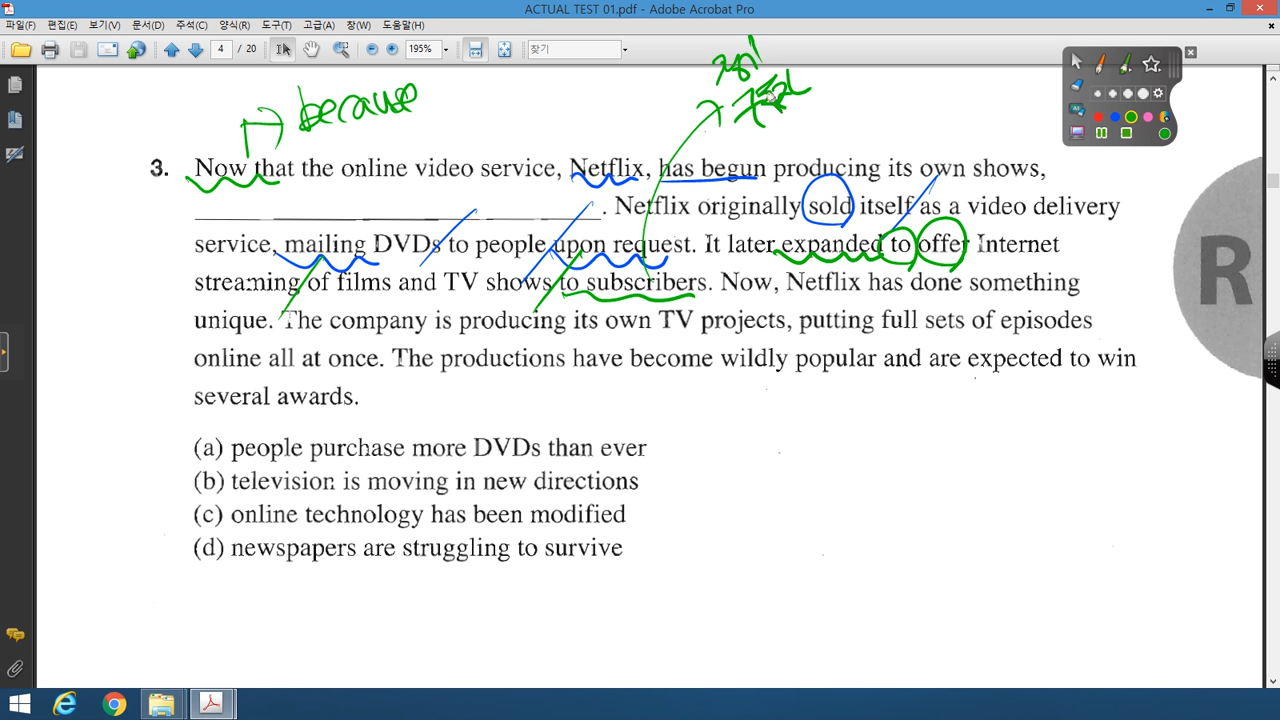 ACTUAL TEST 01.pdf - Adobe Acrobat Pro
파일(F) 편집(E) 보기(V) 문서(D) 주석(C) 양식(R) 도구(T) 고급(A) 창(W) 도움말(H)
4 / 20 195% 찾기
because
3. Now that the online video service, Netflix, has begun producing its own shows,
____________________. Netflix originally sold itself as a video delivery
service, mailing DVDs to people upon request. It later expanded to offer Internet
streaming of films and TV shows to subscribers. Now, Netflix has done something
unique. The company is producing its own TV projects, putting full sets of episodes
online all at once. The productions have become wildly popular and are expected to win
several awards.
(a) people purchase more DVDs than ever
(b) television is moving in new directions
(c) online technology has been modified
(d) newspapers are struggling to survive
R